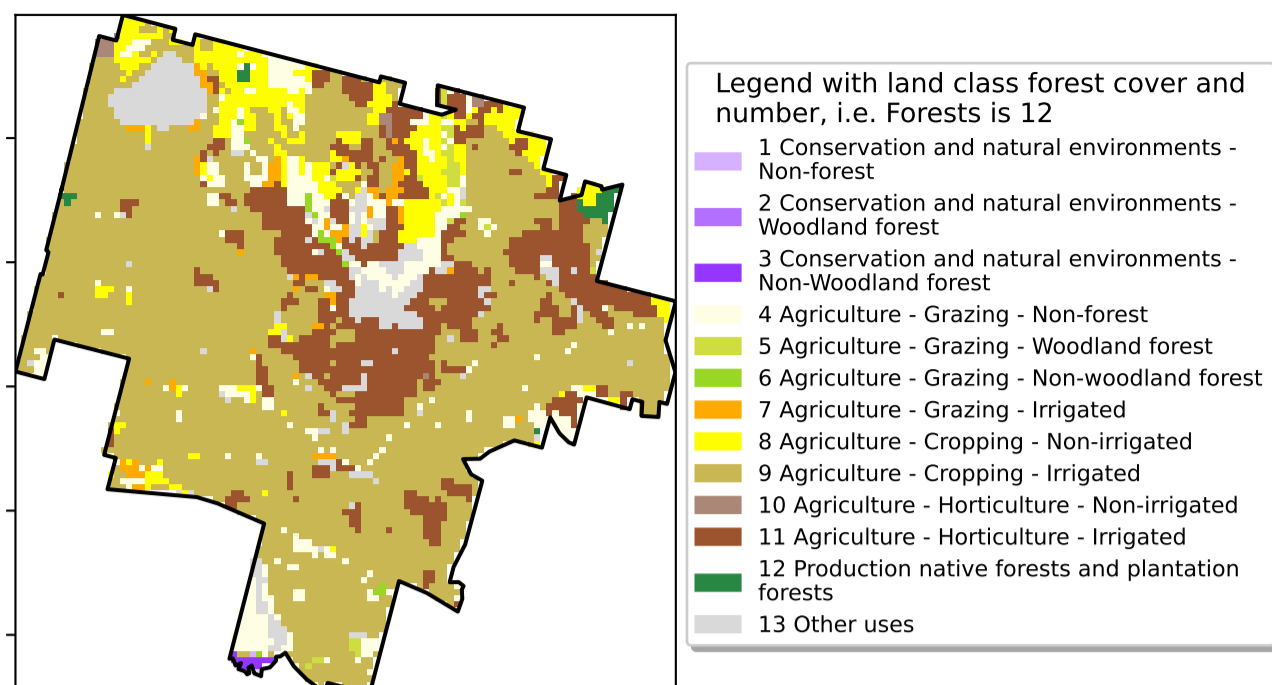 Legend with land class forest cover and
number, i.e. Forests is 12
1 Conservation and natural environments -
Non-forest
2 Conservation and natural environments -
Woodland forest
3 Conservation and natural environments -
Non-Woodland forest
4 Agriculture - Grazing - Non-forest
5 Agriculture - Grazing - Woodland forest
6 Agriculture - Grazing - Non-woodland forest
7 Agriculture - Grazing - Irrigated
8 Agriculture - Cropping - Non-irrigated
9 Agriculture - Cropping - Irrigated
10 Agriculture - Horticulture - Non-irrigated
11 Agriculture - Horticulture - Irrigated
12 Production native forests and plantation
forests
13 Other uses